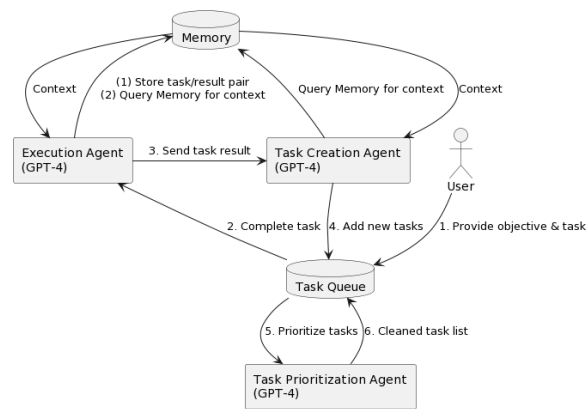 Memory
Context
(1) Store task/result pair
(2) Query Memory for context
Query Memory for context
Context
Execution Agent
(GPT-4)
3. Send task result
Task Creation Agent
(GPT-4)
User
2. Complete task
4. Add new tasks
1. Provide objective & task
Task Queue
5. Prioritize tasks
6. Cleaned task list
Task Prioritization Agent
(GPT-4)